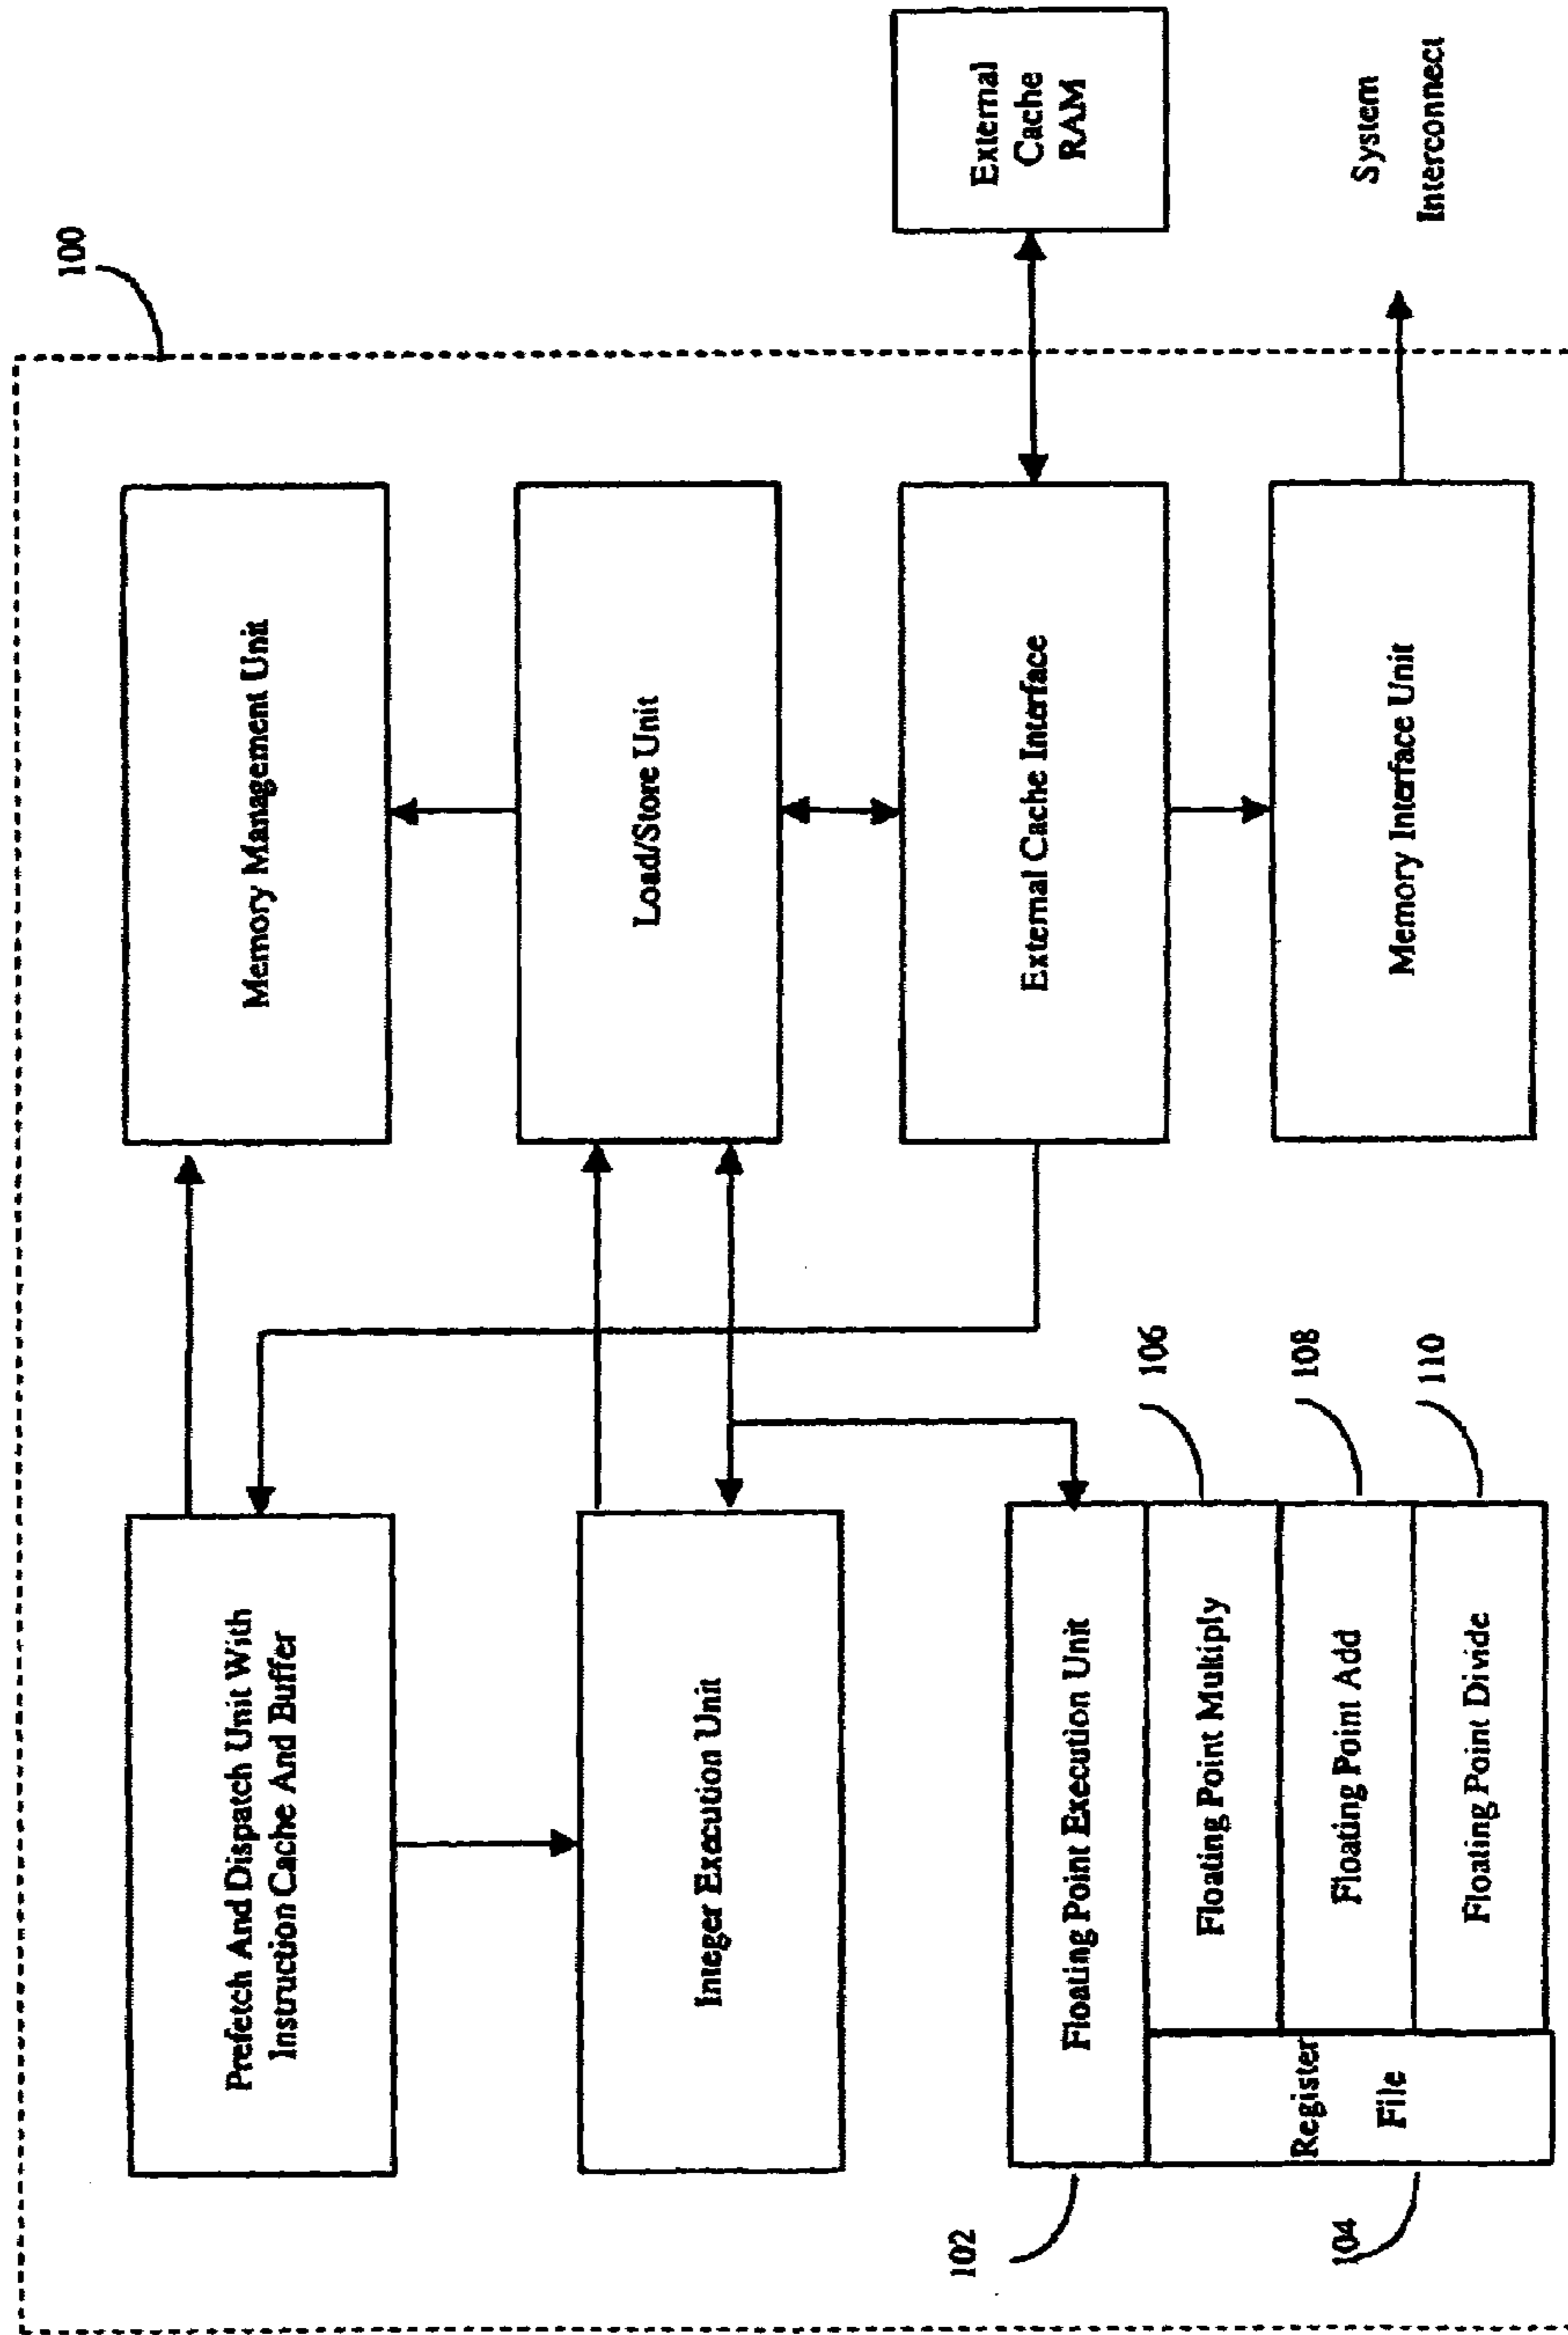 100
Prefetch And Dispatch Unit With
Instruction Cache And Buffer
Memory Management Unit
Integer Execution Unit
Load/Store Unit
External Cache Interface
External
Cache
RAM
Memory Interface Unit
System
Interconnect
102
Floating Point Execution Unit
104
Register
File
Floating Point Multiply
106
Floating Point Add
108
Floating Point Divide
110